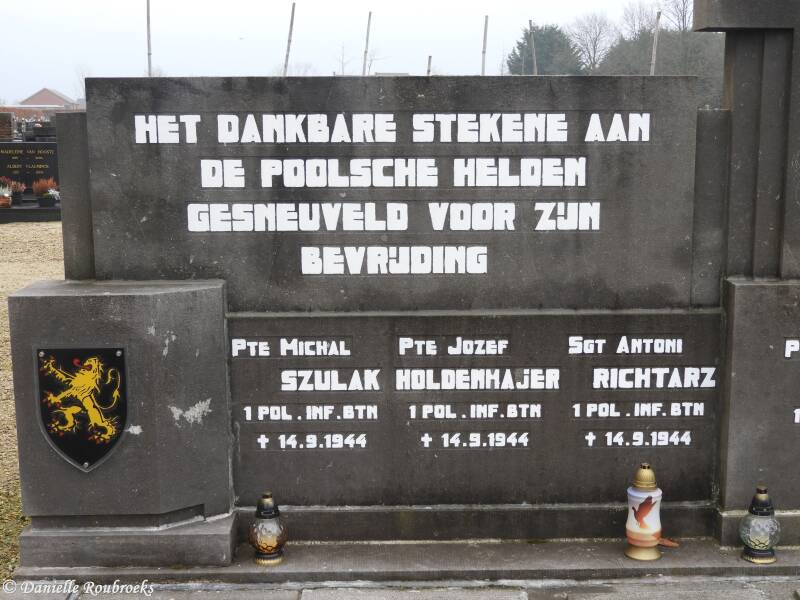 HET DANKBARE STEKENE AAN
DE POOLSCHE HELDEN
GESNEUVELD VOOR ZIJN
BEVRIJDING
PTE MICHAL
SZULAK
1 POL. INF. BTN
† 14.9.1944
PTE JOZEF
HOLDENHAJER
1 POL. INF. BTN
† 14.9.1944
SGT ANTONI
RICHTARZ
1 POL. INF. BTN
† 14.9.1944
P
1
© Danielle Roubroeks